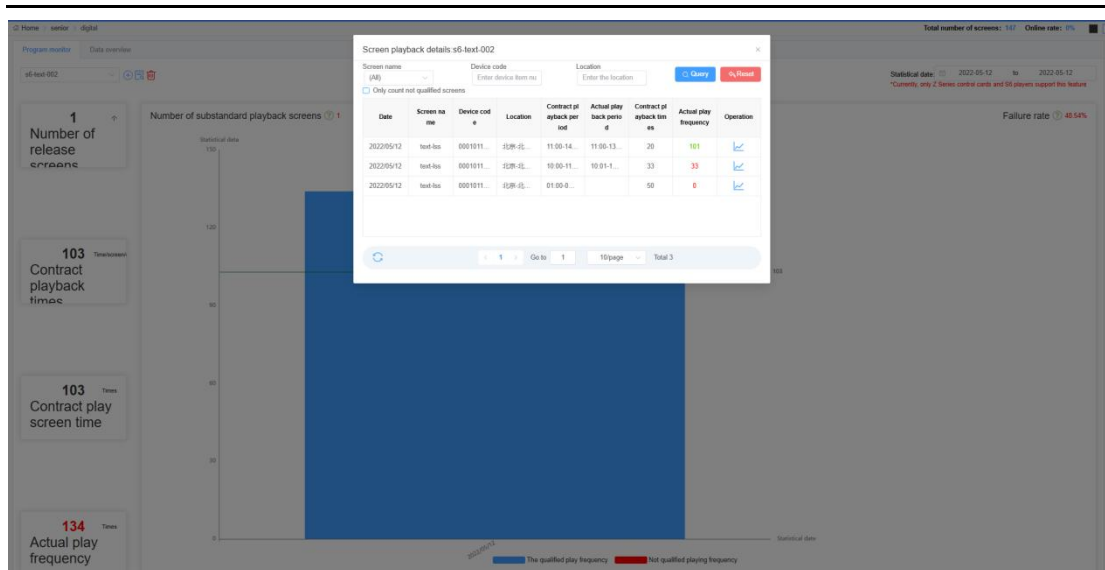 Home / senior / digital
Total number of screens: 147 Online rate: 0%
Program monitor Data overview
s6-text-002
Statistical date: 2022-05-12 to 2022-05-12
*Currently, only Z Series control cards and S6 players support this feature
1
Number of release screens
Number of substandard playback screens 1
Failure rate 48.54%
Statistical date
150
120
90
60
30
0
103
2022/05/12
Statistical date
The qualified play frequency Not qualified playing frequency
103 Time/screen
Contract playback times
103 Times
Contract play screen time
134 Times
Actual play frequency
Screen playback details:s6-text-002
Screen name Device code Location
(All) Enter device item nu Enter the location Query Reset
Only count not qualified screens
Date Screen name Device code Location Contract playback period Actual playback period Contract playback times Actual play frequency Operation
2022/05/12 text-lss 0001011... 北京-北... 11:00-14... 11:00-13... 20 101
2022/05/12 text-lss 0001011... 北京-北... 10:00-11... 10:01-1... 33 33
2022/05/12 text-lss 0001011... 北京-北... 01:00-0... 50 0
1 Go to 1 10/page Total 3